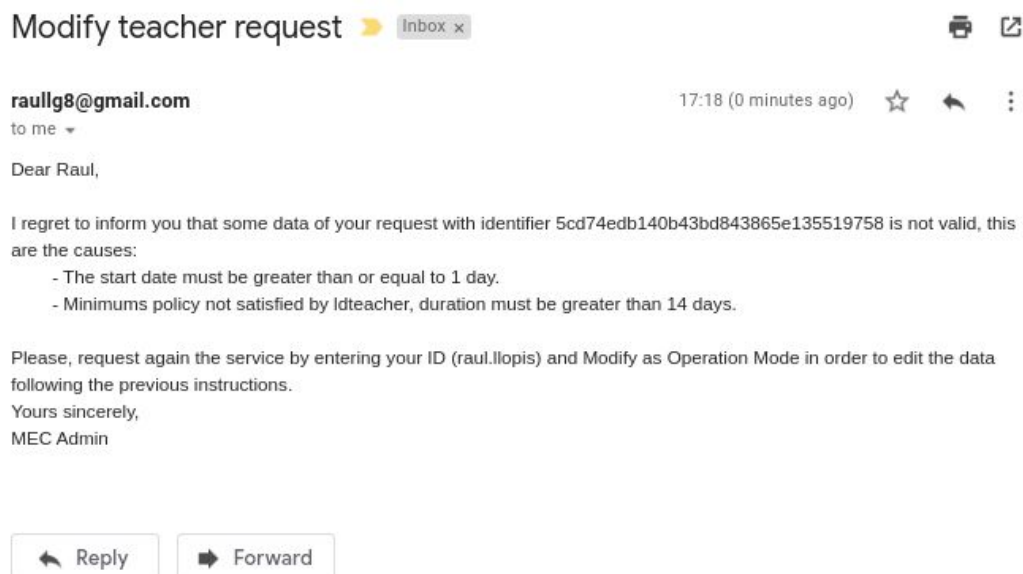 Modify teacher request Inbox x
raullg8@gmail.com 17:18 (0 minutes ago)
to me
Dear Raul,
I regret to inform you that some data of your request with identifier 5cd74edb140b43bd843865e135519758 is not valid, this
are the causes:
- The start date must be greater than or equal to 1 day.
- Minimums policy not satisfied by Idteacher, duration must be greater than 14 days.
Please, request again the service by entering your ID (raul.llopis) and Modify as Operation Mode in order to edit the data
following the previous instructions.
Yours sincerely,
MEC Admin
Reply Forward